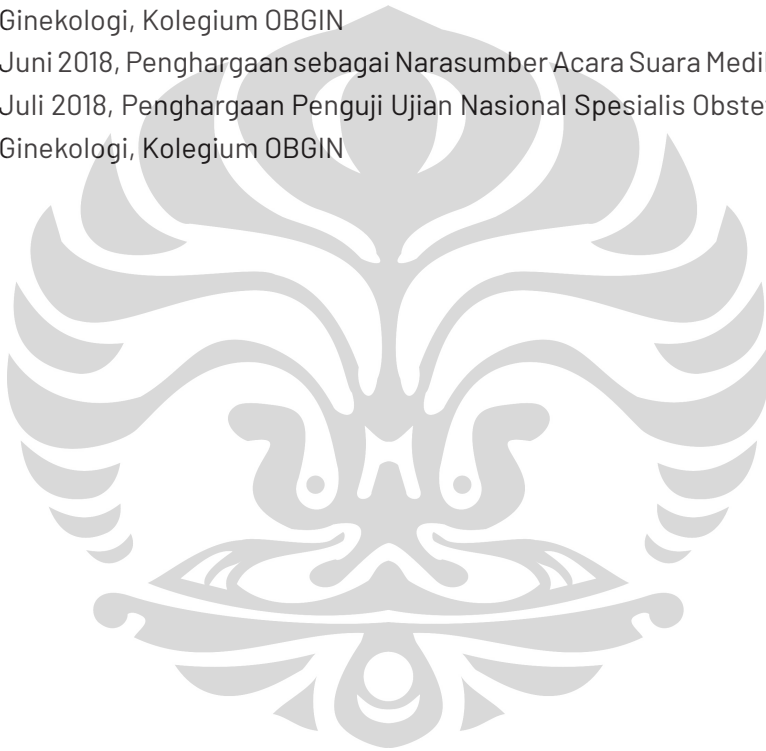 Ginekologi, Kolegium OBGIN
Juni 2018, Penghargaan sebagai Narasumber Acara Suara
Juli 2018, Penghargaan Penguji Ujian Nasional Spesialis
Ginekologi, Kolegium OBGIN